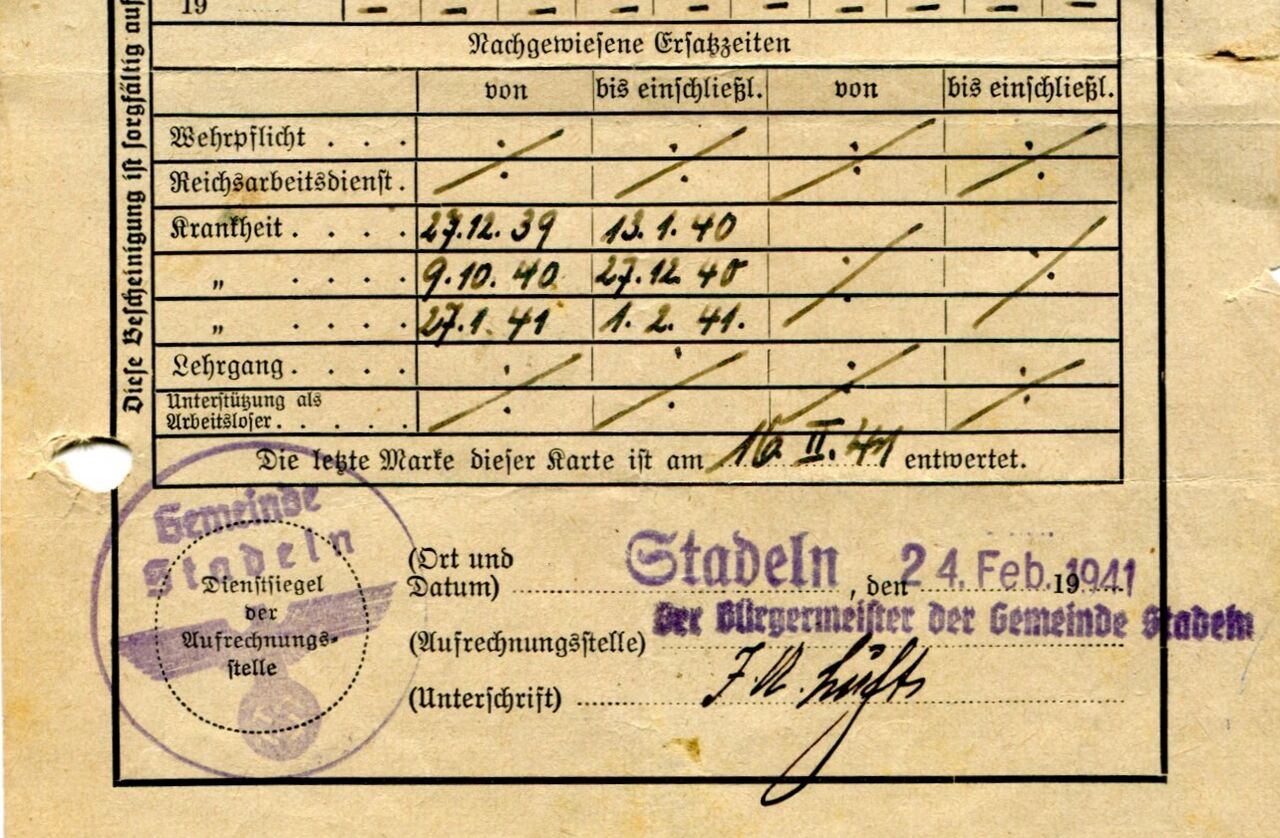 19 – – – – – – – – – – – – – –
Nachgewiesene Ersatzzeiten
von bis einschließl. von bis einschließl.
Wehrpflicht . . .
Reichsarbeitsdienst .
Krankheit . . . . 27.12.39 13.1.40
„ . . . . 9.10.40 27.12.40
„ . . . . 27.1.41 1.2.41.
Lehrgang . . . .
Unterstützung als
Arbeitsloser . . . . .
Die letzte Marke dieser Karte ist am 16. II. 41 entwertet.
Diese Bescheinigung ist sorgfältig auf
Gemeinde
Stadeln
Dienstsiegel
der
Aufrechnungs-
stelle
(Ort und
Datum) Stadeln, den 24. Feb. 19 1941
Der Bürgermeister der Gemeinde Stadeln
(Aufrechnungsstelle)
(Unterschrift)